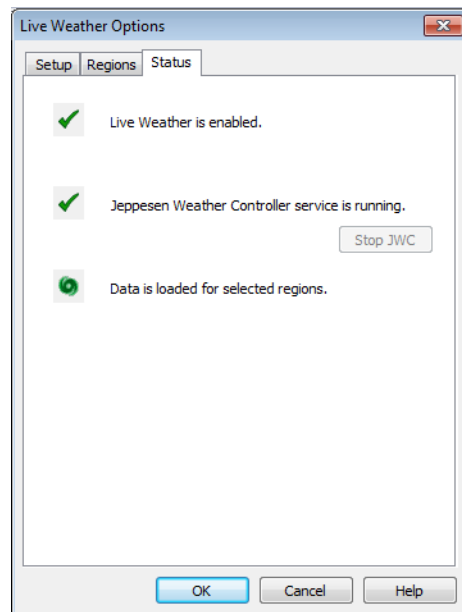 Live Weather Options
Setup Regions Status
Live Weather is enabled.
Jeppesen Weather Controller service is running.
Stop JWC
Data is loaded for selected regions.
OK Cancel Help